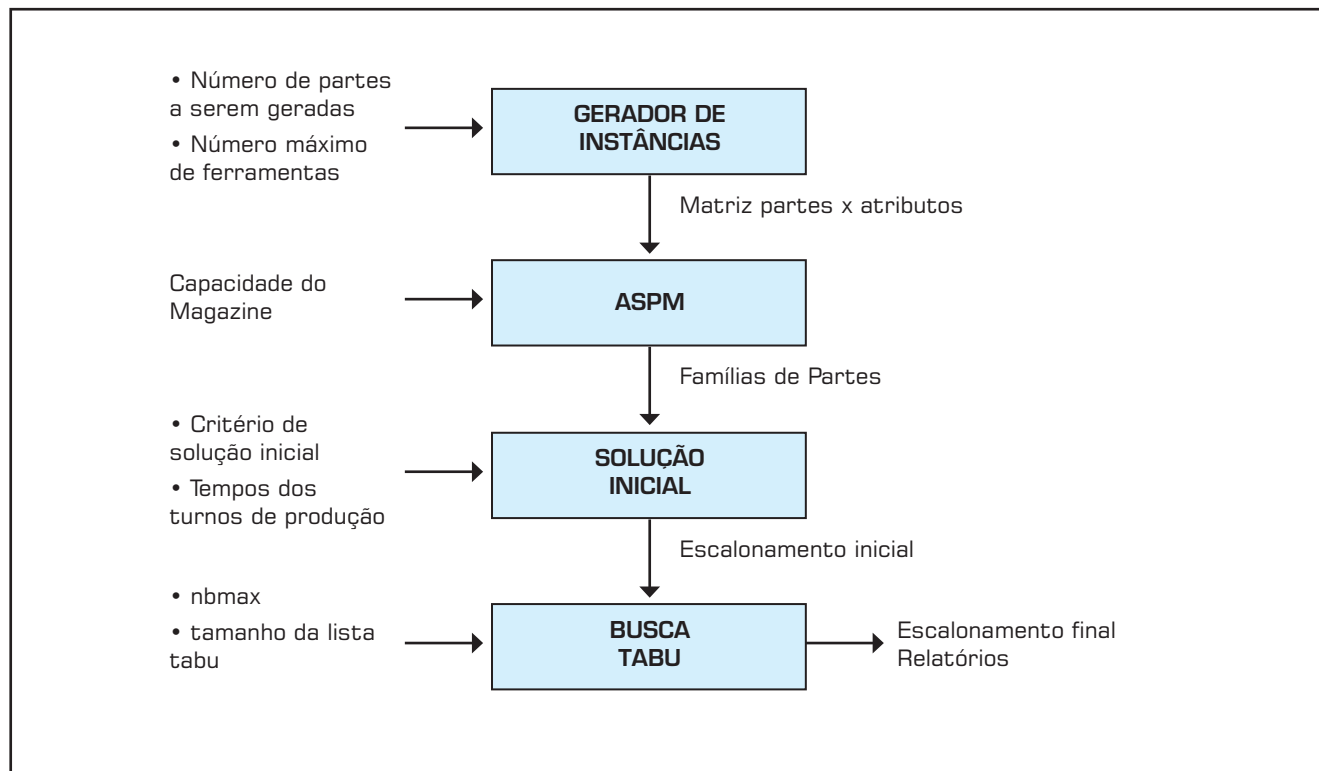 • Número de partes
a serem geradas
• Número máximo
de ferramentas
GERADOR DE
INSTÂNCIAS
Matriz partes x atributos
Capacidade do
Magazine
ASPM
Famílias de Partes
• Critério de
solução inicial
• Tempos dos
turnos de produção
SOLUÇÃO
INICIAL
Escalonamento inicial
• nbmax
• tamanho da lista
tabu
BUSCA
TABU
Escalonamento final
Relatórios